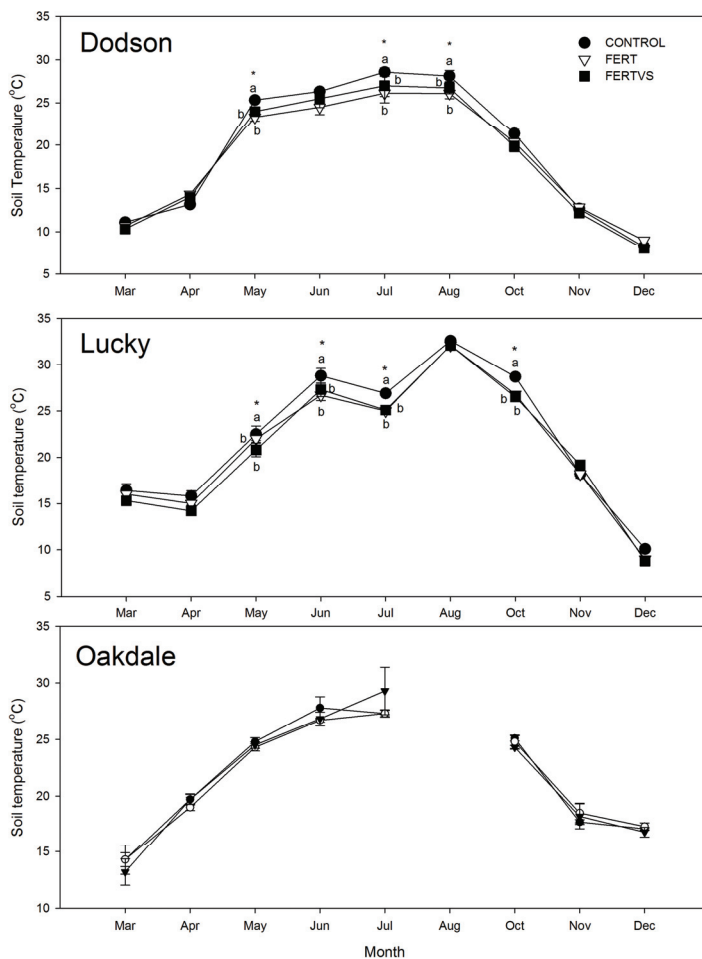 Dodson
CONTROL
FERT
FERTVS
Soil Temperature (°C)
35
30
25
20
15
10
5
*
a
b
b
*
a
b
b
*
a
b
b
Mar Apr May Jun Jul Aug Oct Nov Dec
Lucky
Soil temperature (°C)
35
30
25
20
15
10
5
*
a
b
b
*
a
b
b
*
a
b
b
*
a
b
b
Mar Apr May Jun Jul Aug Oct Nov Dec
Oakdale
Soil temperature (°C)
35
30
25
20
15
10
Mar Apr May Jun Jul Aug Oct Nov Dec
Month